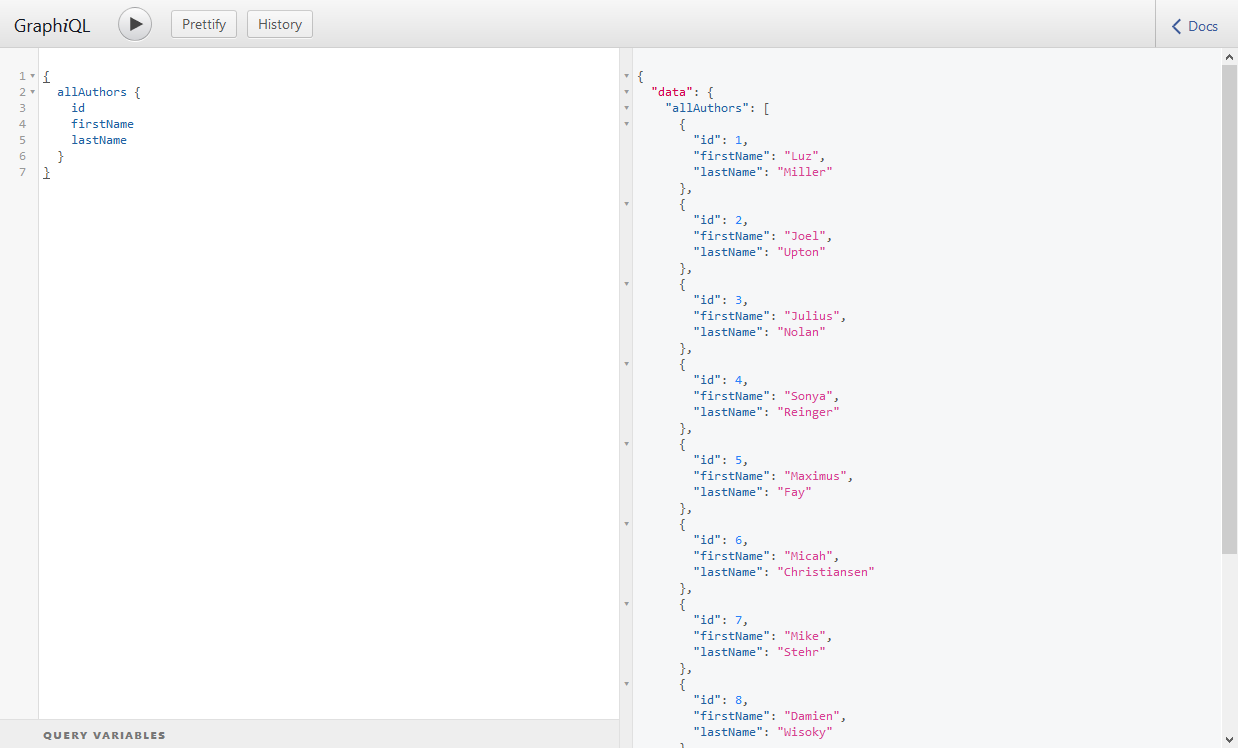 GraphiQL
Prettify
History
Docs
1 {
2 allAuthors {
3 id
4 firstName
5 lastName
6 }
7 }
QUERY VARIABLES
{
"data": {
"allAuthors": [
{
"id": 1,
"firstName": "Luz",
"lastName": "Miller"
},
{
"id": 2,
"firstName": "Joel",
"lastName": "Upton"
},
{
"id": 3,
"firstName": "Julius",
"lastName": "Nolan"
},
{
"id": 4,
"firstName": "Sonya",
"lastName": "Reinger"
},
{
"id": 5,
"firstName": "Maximus",
"lastName": "Fay"
},
{
"id": 6,
"firstName": "Micah",
"lastName": "Christiansen"
},
{
"id": 7,
"firstName": "Mike",
"lastName": "Stehr"
},
{
"id": 8,
"firstName": "Damien",
"lastName": "Wisoky"